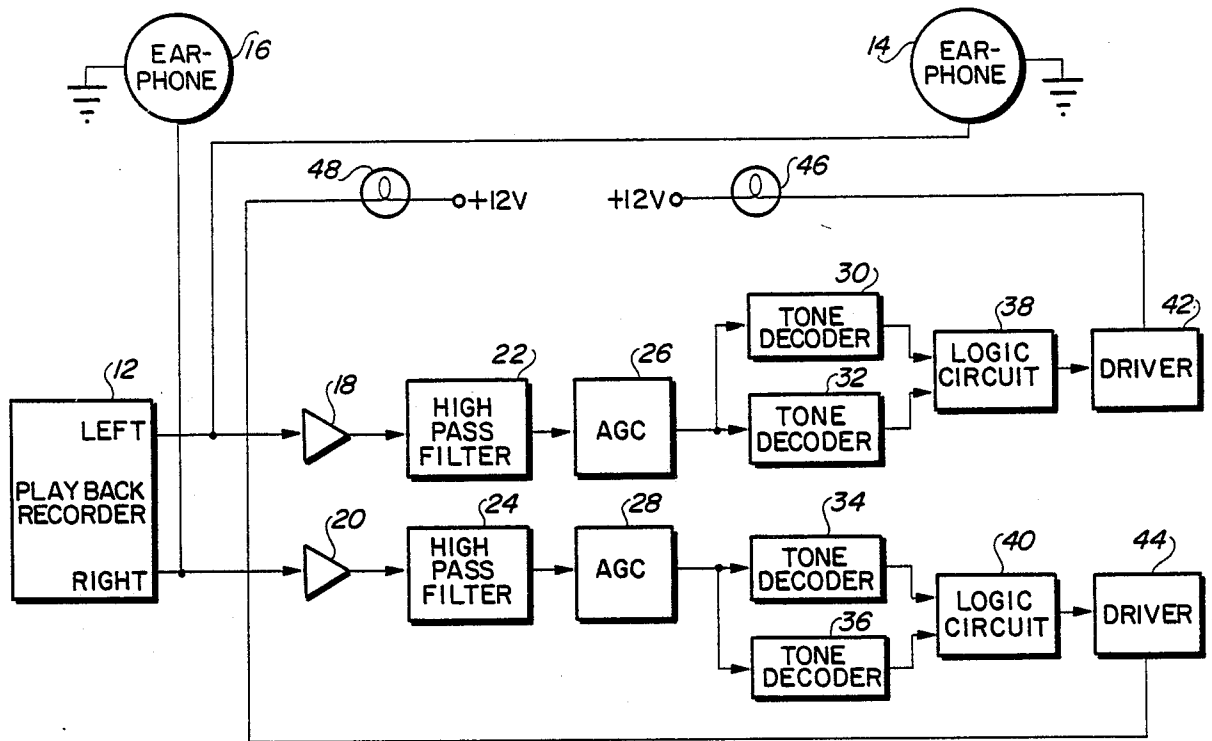 EAR-
PHONE
16
14
EAR-
PHONE
48
+12V
+12V
46
30
TONE
DECODER
38
LOGIC
CIRCUIT
42
DRIVER
12
LEFT
PLAYBACK
RECORDER
RIGHT
18
22
HIGH
PASS
FILTER
26
AGC
32
TONE
DECODER
20
24
HIGH
PASS
FILTER
28
AGC
34
TONE
DECODER
36
TONE
DECODER
40
LOGIC
CIRCUIT
44
DRIVER